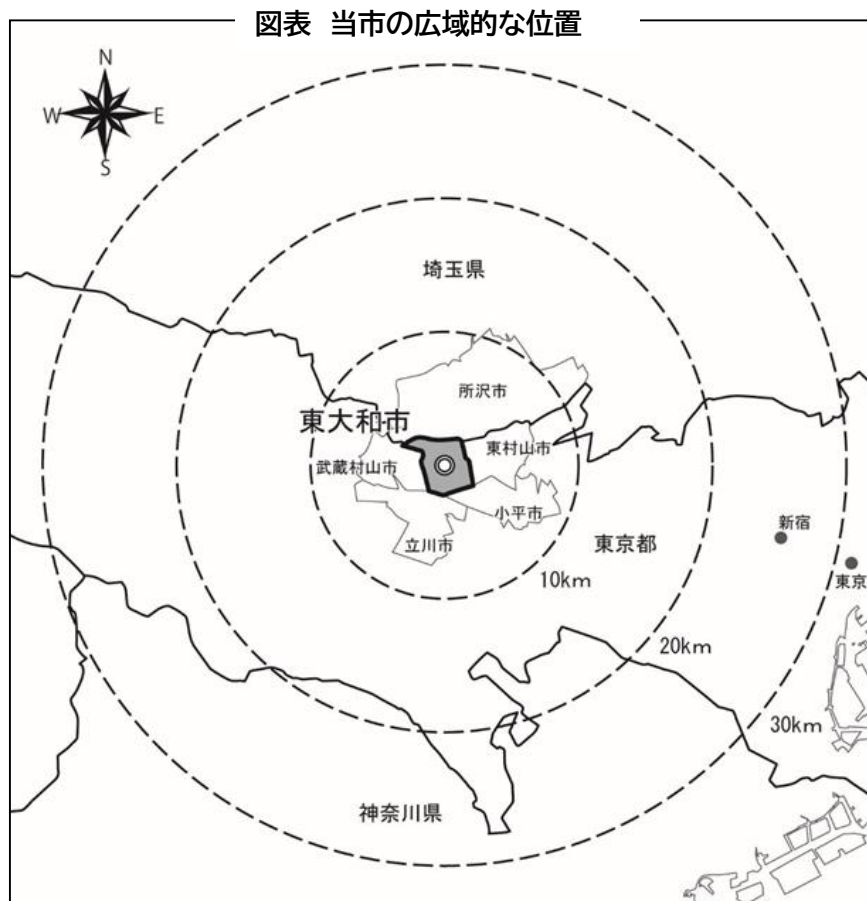 図表 当市の広域的な位置
N
W E
S
埼玉県
所沢市
東大和市
東村山市
武蔵村山市
小平市
新宿
立川市
東京都
東京
10km
20km
30km
神奈川県